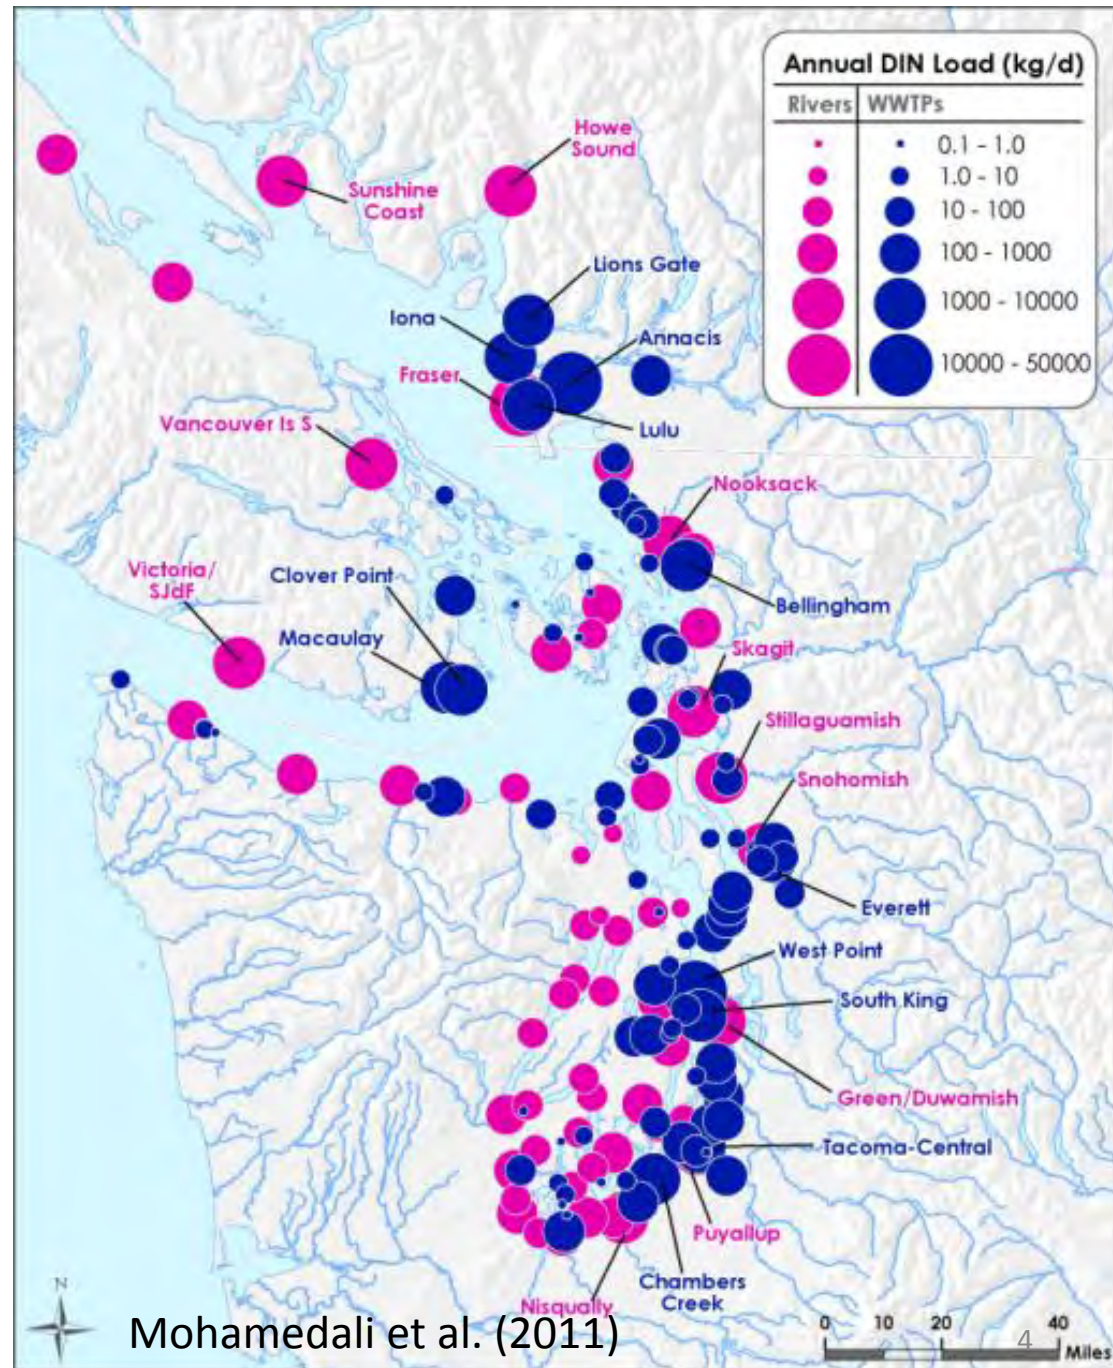 Annual DIN Load (kg/d)
Rivers WWTPs
0.1 - 1.0
1.0 - 10
10 - 100
100 - 1000
1000 - 10000
10000 - 50000
Howe
Sound
Sunshine
Coast
Lions Gate
Iona
Annacis
Fraser
Vancouver Is S
Lulu
Nooksack
Victoria/
SJdF
Clover Point
Bellingham
Macaulay
Skagit
Stillaguamish
Snohomish
Everett
West Point
South King
Green/Duwamish
Tacoma-Central
Puyallup
Chambers
Creek
Nisqually
N
Mohamedali et al. (2011)
0 10 20 40
4
Miles